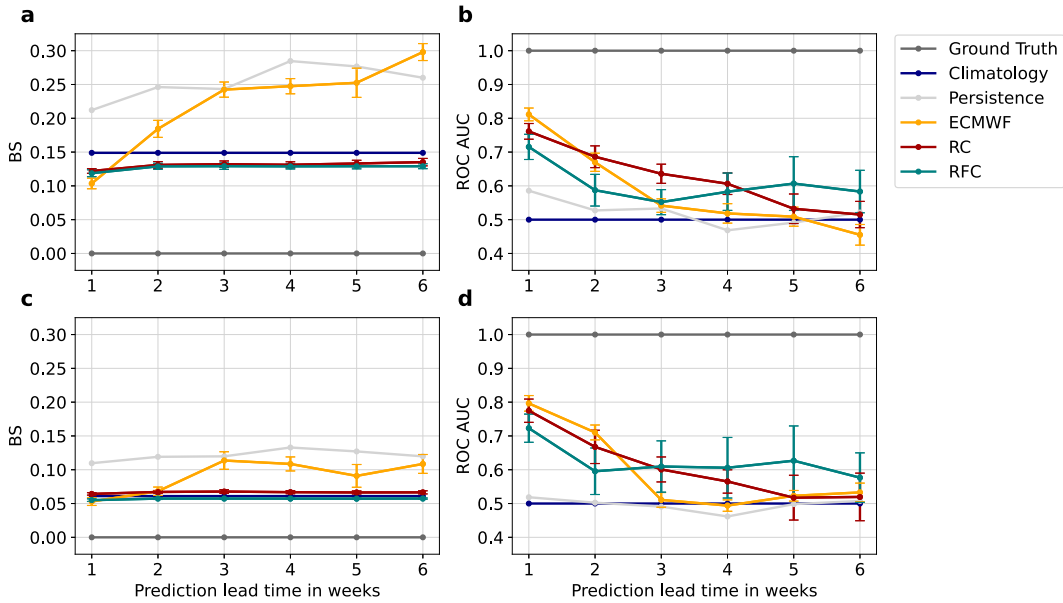 a
0.30
0.25
0.20
0.15
0.10
0.05
0.00
BS
1 2 3 4 5 6
b
1.0
0.9
0.8
0.7
0.6
0.5
0.4
ROC AUC
1 2 3 4 5 6
Ground Truth
Climatology
Persistence
ECMWF
RC
RFC
c
0.30
0.25
0.20
0.15
0.10
0.05
0.00
BS
1 2 3 4 5 6
Prediction lead time in weeks
d
1.0
0.9
0.8
0.7
0.6
0.5
0.4
ROC AUC
1 2 3 4 5 6
Prediction lead time in weeks